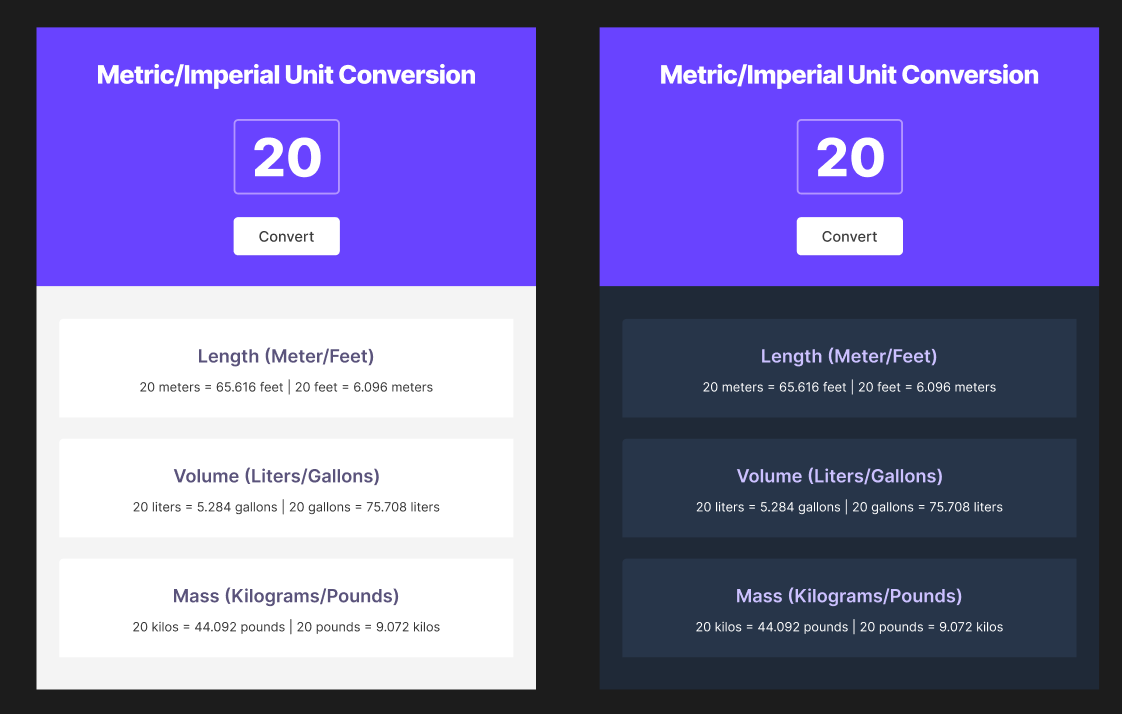 Metric/Imperial Unit Conversion
20
Convert
Length (Meter/Feet)
20 meters = 65.616 feet | 20 feet = 6.096 meters
Volume (Liters/Gallons)
20 liters = 5.284 gallons | 20 gallons = 75.708 liters
Mass (Kilograms/Pounds)
20 kilos = 44.092 pounds | 20 pounds = 9.072 kilos
Metric/Imperial Unit Conversion
20
Convert
Length (Meter/Feet)
20 meters = 65.616 feet | 20 feet = 6.096 meters
Volume (Liters/Gallons)
20 liters = 5.284 gallons | 20 gallons = 75.708 liters
Mass (Kilograms/Pounds)
20 kilos = 44.092 pounds | 20 pounds = 9.072 kilos